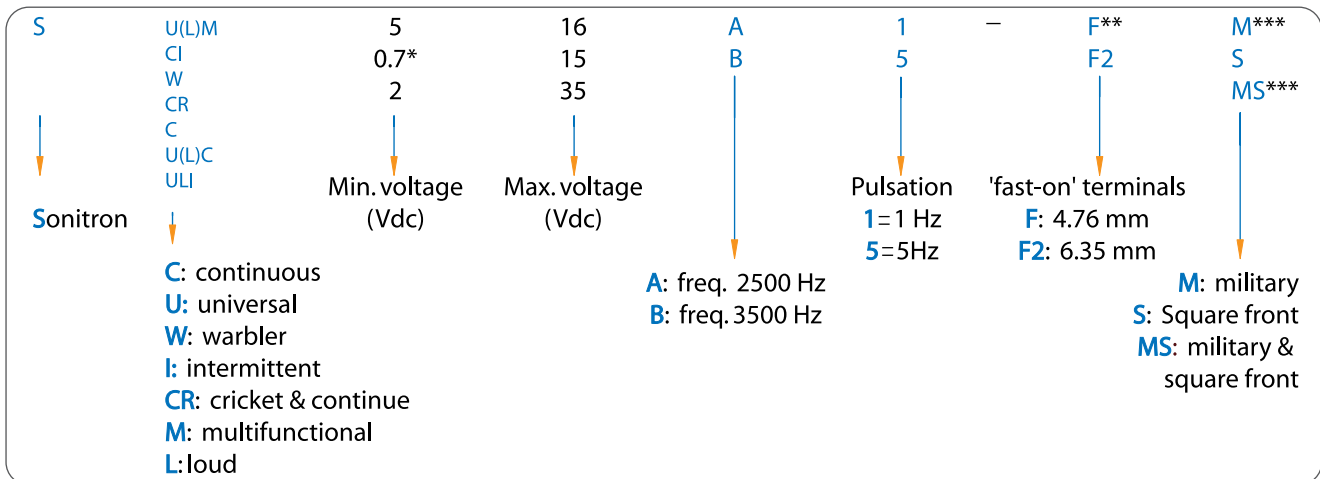 S U(L)M 5 16 A 1 – F** M***
CI 0.7* 15 B 5 F2 S
W 2 35 MS***
CR
C
U(L)C
ULI
Min. voltage Max. voltage Pulsation 'fast-on' terminals
Sonitron (Vdc) (Vdc) 1=1 Hz F: 4.76 mm
5=5Hz F2: 6.35 mm
C: continuous
U: universal
W: warbler
I: intermittent
CR: cricket & continue
M: multifunctional
L:loud
A: freq. 2500 Hz
B: freq. 3500 Hz
M: military
S: Square front
MS: military &
square front